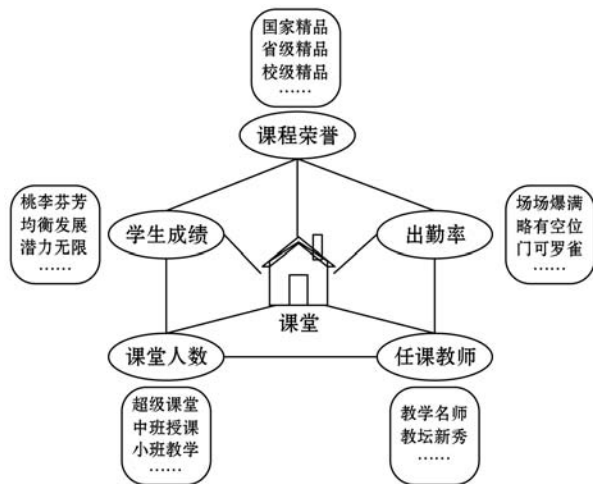 国家精品
省级精品
校级精品
……
课程荣誉
桃李芬芳
均衡发展
潜力无限
……
学生成绩
出勤率
场场爆满
略有空位
门可罗雀
……
课堂
课堂人数
任课教师
超级课堂
中班授课
小班教学
……
教学名师
教坛新秀
……